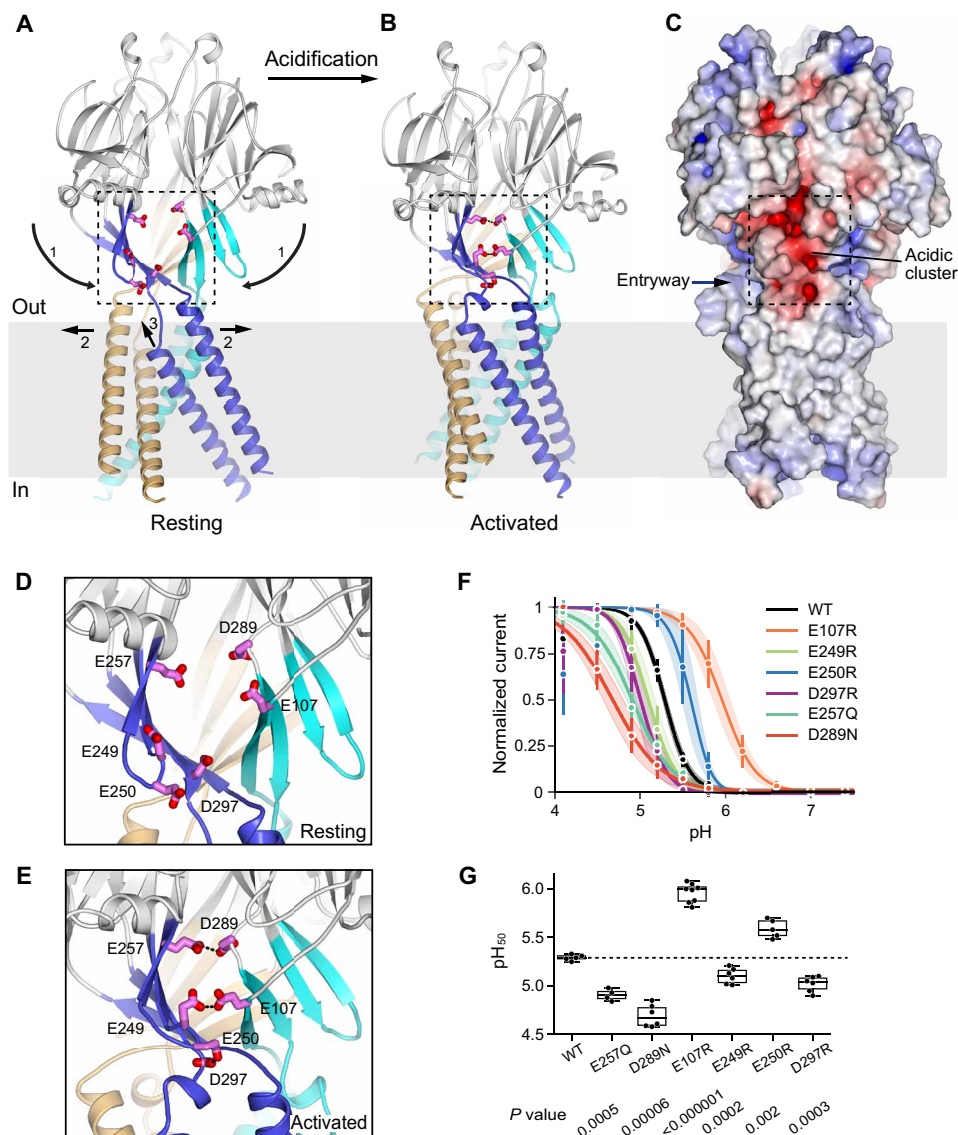 A
B
C
Acidification
1
1
Entryway
Acidic
cluster
Out
2
3
2
In
Resting
Activated
D
D289
E257
E107
E249
E250
D297
Resting
E
D289
E257
E107
E249
E250
D297
Activated
F
Normalized current
1
0.75
0.5
0.25
0
4
5
6
7
pH
WT
E107R
E249R
E250R
D297R
E257Q
D289N
G
pH50
6.0
5.5
5.0
4.5
WT
E257Q
D289N
E107R
E249R
E250R
D297R
P value
0.0005
0.00006
<0.000001
0.0002
0.002
0.0003